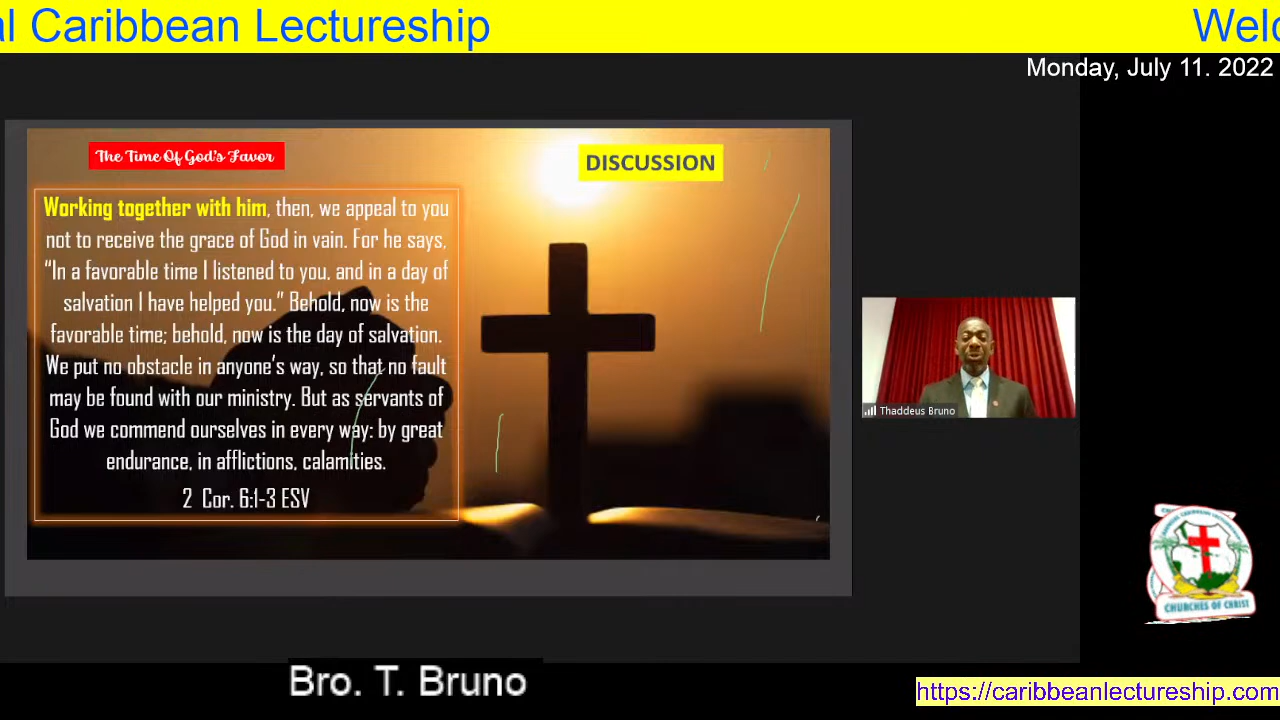 al Caribbean Lectureship
Welc
Monday, July 11. 2022
The Time Of God's Favor
DISCUSSION
Working together with him, then, we appeal to you
not to receive the grace of God in vain. For he says,
“In a favorable time I listened to you, and in a day of
salvation I have helped you.” Behold, now is the
favorable time; behold, now is the day of salvation.
We put no obstacle in anyone’s way, so that no fault
may be found with our ministry. But as servants of
God we commend ourselves in every way: by great
endurance, in afflictions, calamities.
2 Cor. 6:1-3 ESV
Thaddeus Bruno
CHURCHES OF CHRIST
Bro. T. Bruno
https://caribbeanlectureship.com